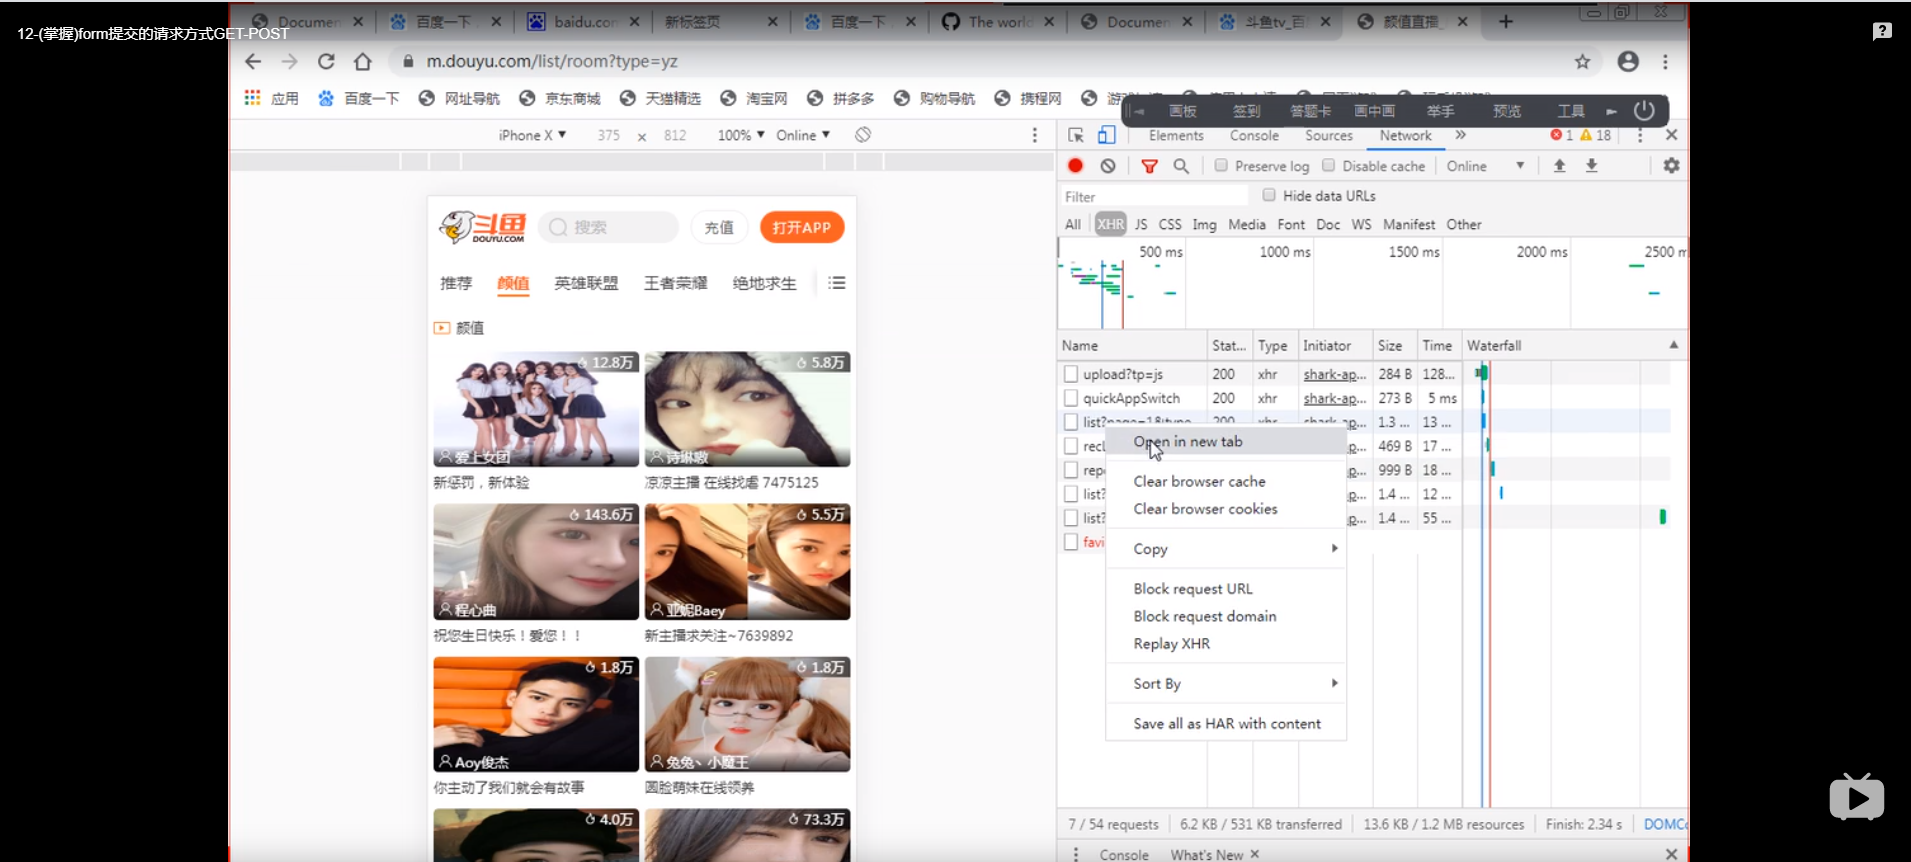 12-(掌握)form提交的请求方式GET-POST
Documen
百度一下
baidu.com
新标签页
百度一下
The world
Documen
斗鱼tv_百
颜值直播_
m.douyu.com/list/room?type=yz
应用
百度一下
网址导航
京东商城
天猫精选
淘宝网
拼多多
购物导航
携程网
画板
签到
答题卡
画中画
举手
预览
工具
iPhone X
375 x 812
100%
Online
Elements
Console
Sources
Network
1
18
Preserve log
Disable cache
Online
Filter
Hide data URLs
All XHR JS CSS Img Media Font Doc WS Manifest Other
500 ms 1000 ms 1500 ms 2000 ms 2500 m
斗鱼
DOUYU.COM
搜索
充值
打开APP
推荐 颜值 英雄联盟 王者荣耀 绝地求生
颜值
12.8万
爱上女团
新惩罚，新体验
5.8万
诗琳暾
凉凉主播 在线找虐 7475125
143.6万
程心曲
祝您生日快乐！爱您！！
5.5万
亚妮Baey
新主播求关注~7639892
1.8万
Aoy俊杰
你主动了我们就会有故事
1.8万
兔兔丶小魔王
圆脸萌妹在线领养
4.0万
73.3万
Name Stat... Type Initiator Size Time Waterfall
upload?tp=js 200 xhr shark-ap... 284 B 128...
quickAppSwitch 200 xhr shark-ap... 273 B 5 ms
list?page=1&type 200 xhr shark-ap... 1.3 ... 13 ...
p... 469 B 17 ...
rep p... 999 B 18 ...
list? p... 1.4 ... 12 ...
list? p... 1.4 ... 55 ...
favi
Open in new tab
Clear browser cache
Clear browser cookies
Copy
Block request URL
Block request domain
Replay XHR
Sort By
Save all as HAR with content
7 / 54 requests
6.2 KB / 531 KB transferred
13.6 KB / 1.2 MB resources
Finish: 2.34 s
DOMCo
Console
What's New